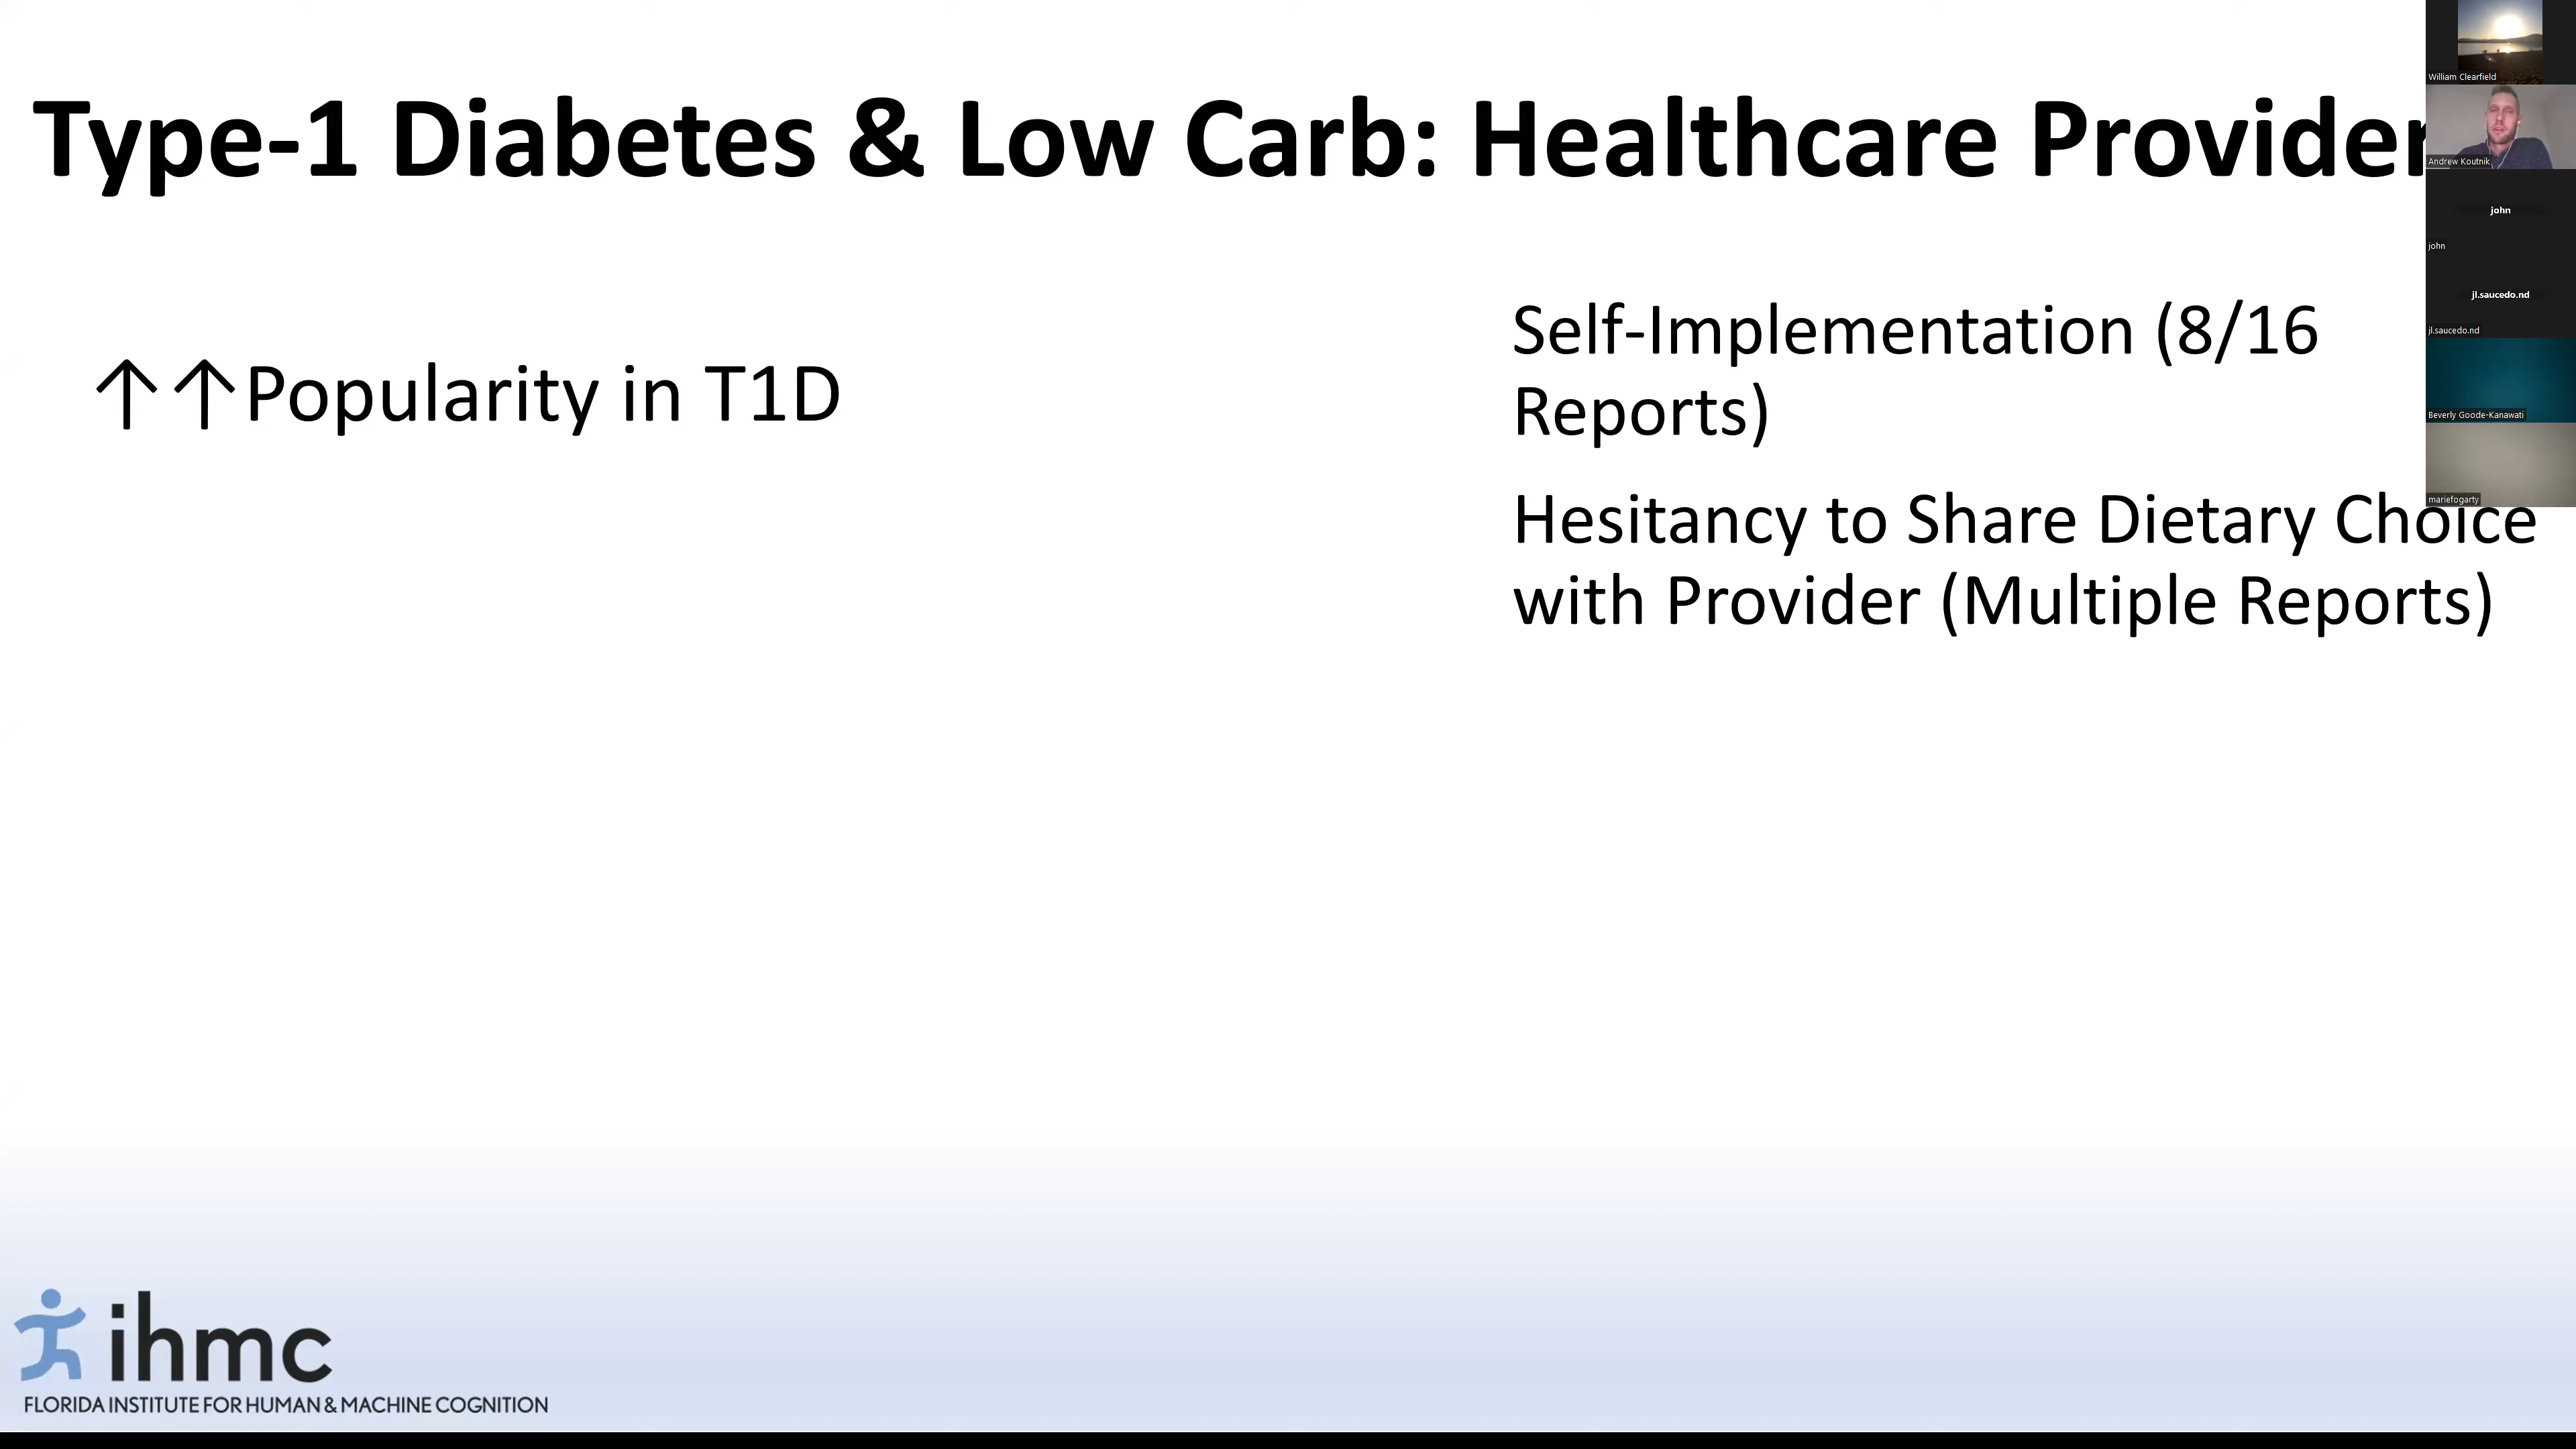 Type-1 Diabetes & Low Carb: Healthcare Provider
↑↑Popularity in T1D
Self-Implementation (8/16
Reports)
Hesitancy to Share Dietary Choice
with Provider (Multiple Reports)
ihmc
FLORIDA INSTITUTE FOR HUMAN & MACHINE COGNITION
William Clearfield
Andrew Koutnik
john
john
jl.saucedo.nd
jl.saucedo.nd
Beverly Goode-Kanawati
mariefogarty